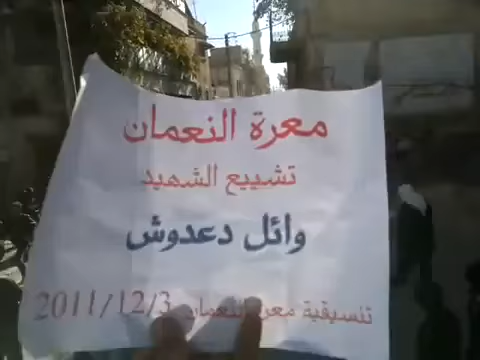 معرة النعمان
تشييع الشهيد
وائل دعدوش
تنسيقية معرة النعمان 2011/12/3